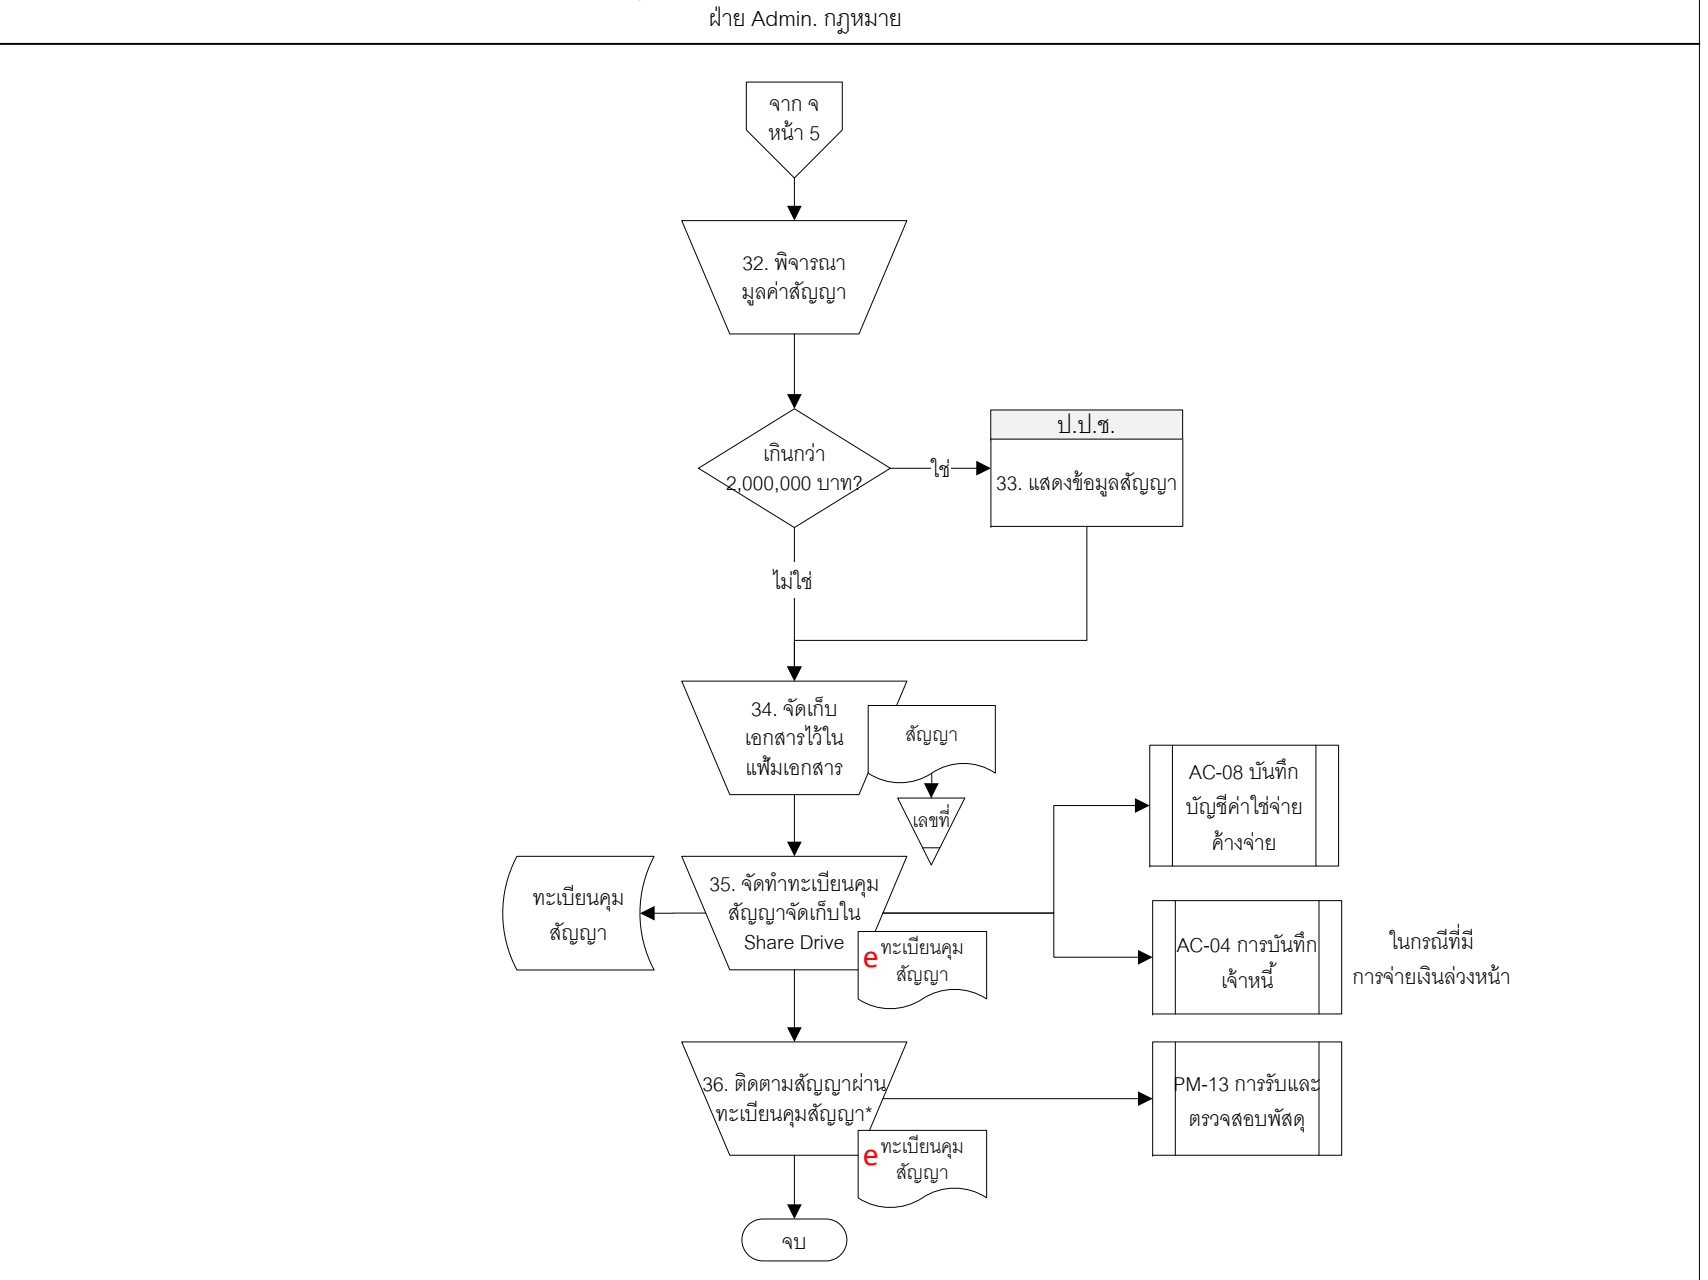 ฝ่าย Admin. กฎหมาย
จาก จ
หน้า 5
32. พิจารณา
มูลค่าสัญญา
เกินกว่า
2,000,000 บาท?
ใช่
ป.ป.ช.
33. แสดงข้อมูลสัญญา
ไม่ใช่
34. จัดเก็บ
เอกสารไว้ใน
แฟ้มเอกสาร
สัญญา
เลขที่
AC-08 บันทึก
บัญชีค่าใช้จ่าย
ค้างจ่าย
ทะเบียนคุม
สัญญา
35. จัดทำทะเบียนคุม
สัญญาจัดเก็บใน
Share Drive
e ทะเบียนคุม
สัญญา
AC-04 การบันทึก
เจ้าหนี้
ในกรณีที่มี
การจ่ายเงินล่วงหน้า
36. ติดตามสัญญาผ่าน
ทะเบียนคุมสัญญา*
e ทะเบียนคุม
สัญญา
PM-13 การรับและ
ตรวจสอบพัสดุ
จบ